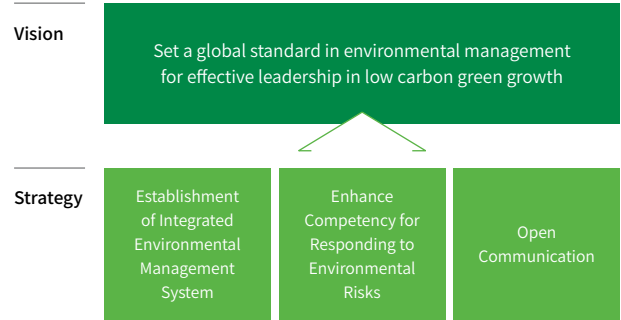 Vision
Set a global standard in environmental management
for effective leadership in low carbon green growth
Strategy
Establishment
of Integrated
Environmental
Management
System
Enhance
Competency for
Responding to
Environmental
Risks
Open
Communication